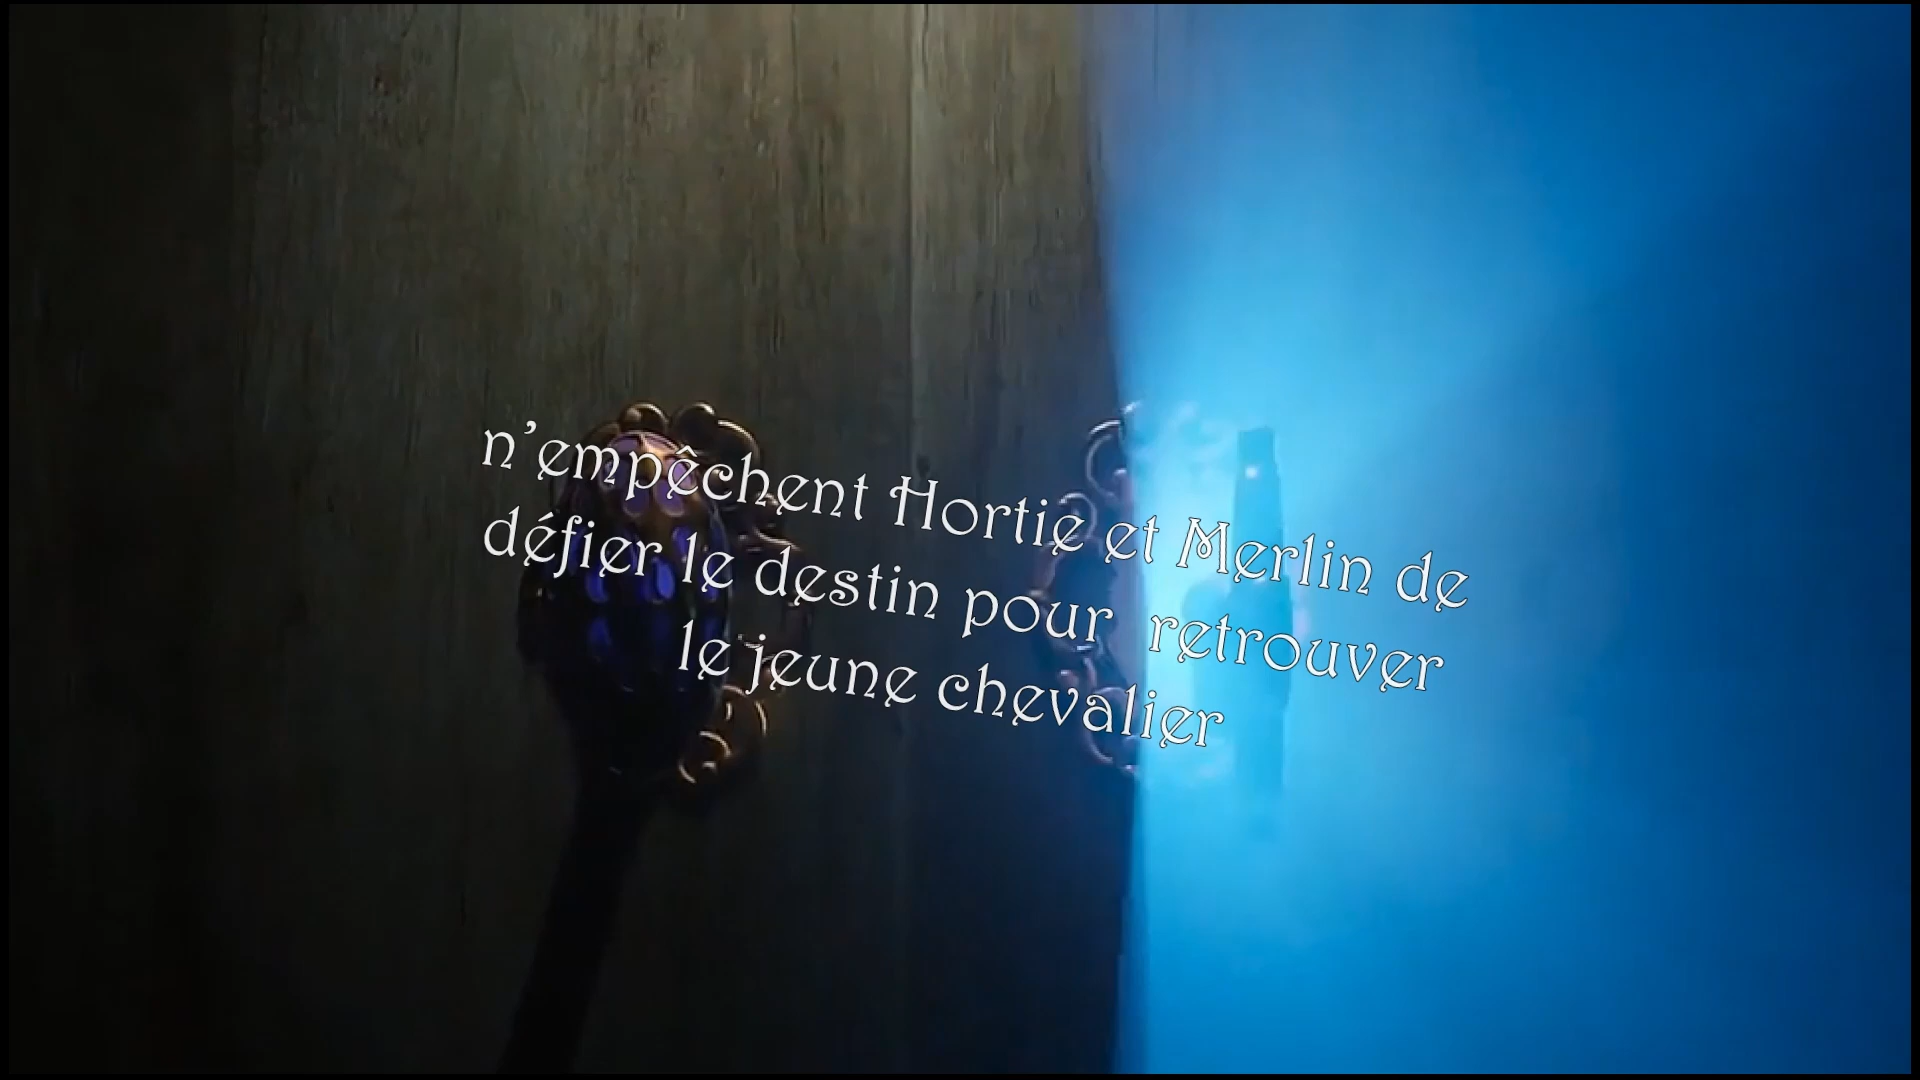 n'empêchent Hortie et Merlin de
défier le destin pour retrouver
le jeune chevalier